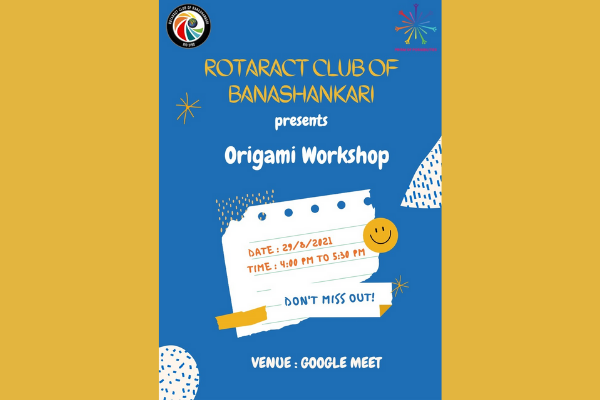 ROTARACT CLUB OF
BANASHANKARI
presents
Origami Workshop
DATE : 29/8/2021
TIME : 4:00 PM TO 5:30 PM
DON'T MISS OUT!
VENUE : GOOGLE MEET